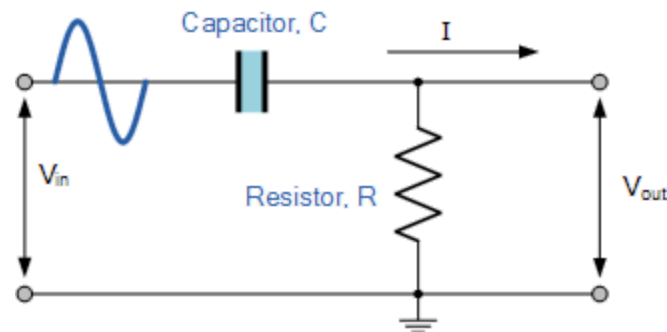 Capacitor, C
I
Vin
Resistor, R
Vout